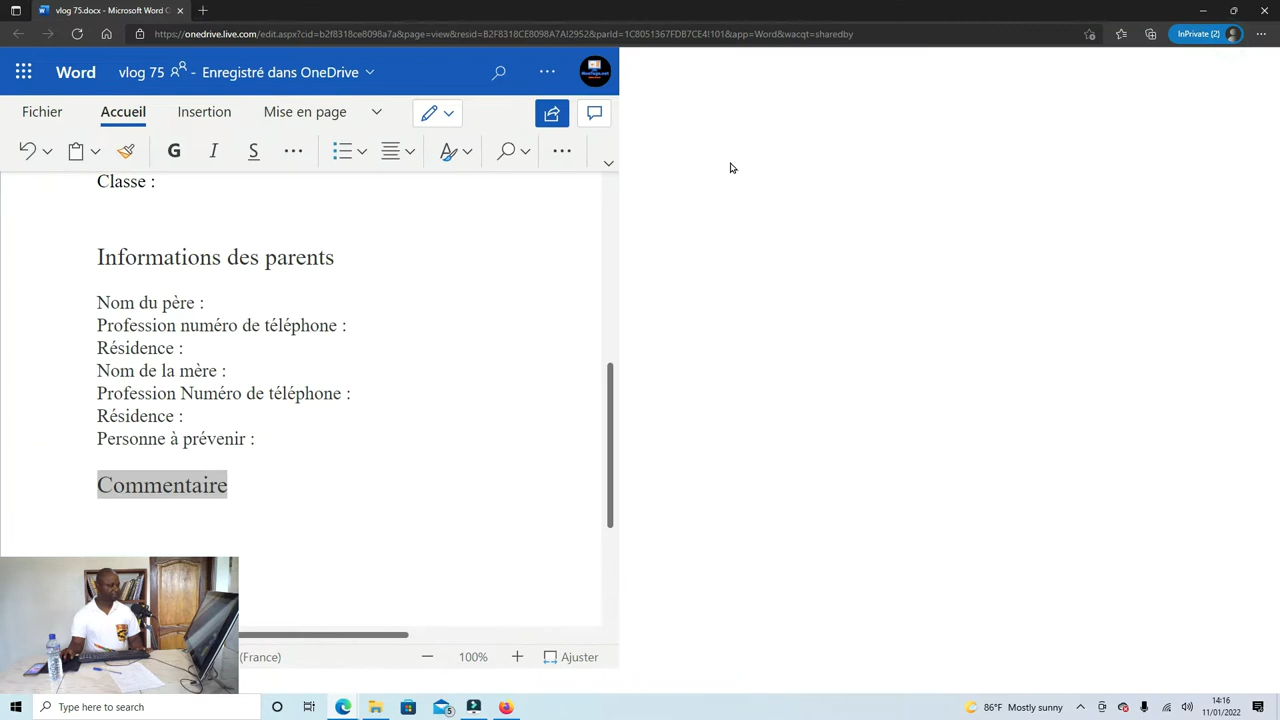 vlog 75.docx - Microsoft Word C
https://onedrive.live.com/edit.aspx?cid=b2f8318ce8098a7a&page=view&resid=B2F8318CE8098A7A!2952&parId=1C8051367FDB7CE4!101&app=Word&wacqt=sharedby
InPrivate (2)
Word
vlog 75 - Enregistré dans OneDrive
Fichier
Accueil
Insertion
Mise en page
G
I
S
Classe :
Informations des parents
Nom du père :
Profession numéro de téléphone :
Résidence :
Nom de la mère :
Profession Numéro de téléphone :
Résidence :
Personne à prévenir :
Commentaire
(France)
100%
Ajuster
Type here to search
5
86°F Mostly sunny
14:16
11/01/2022